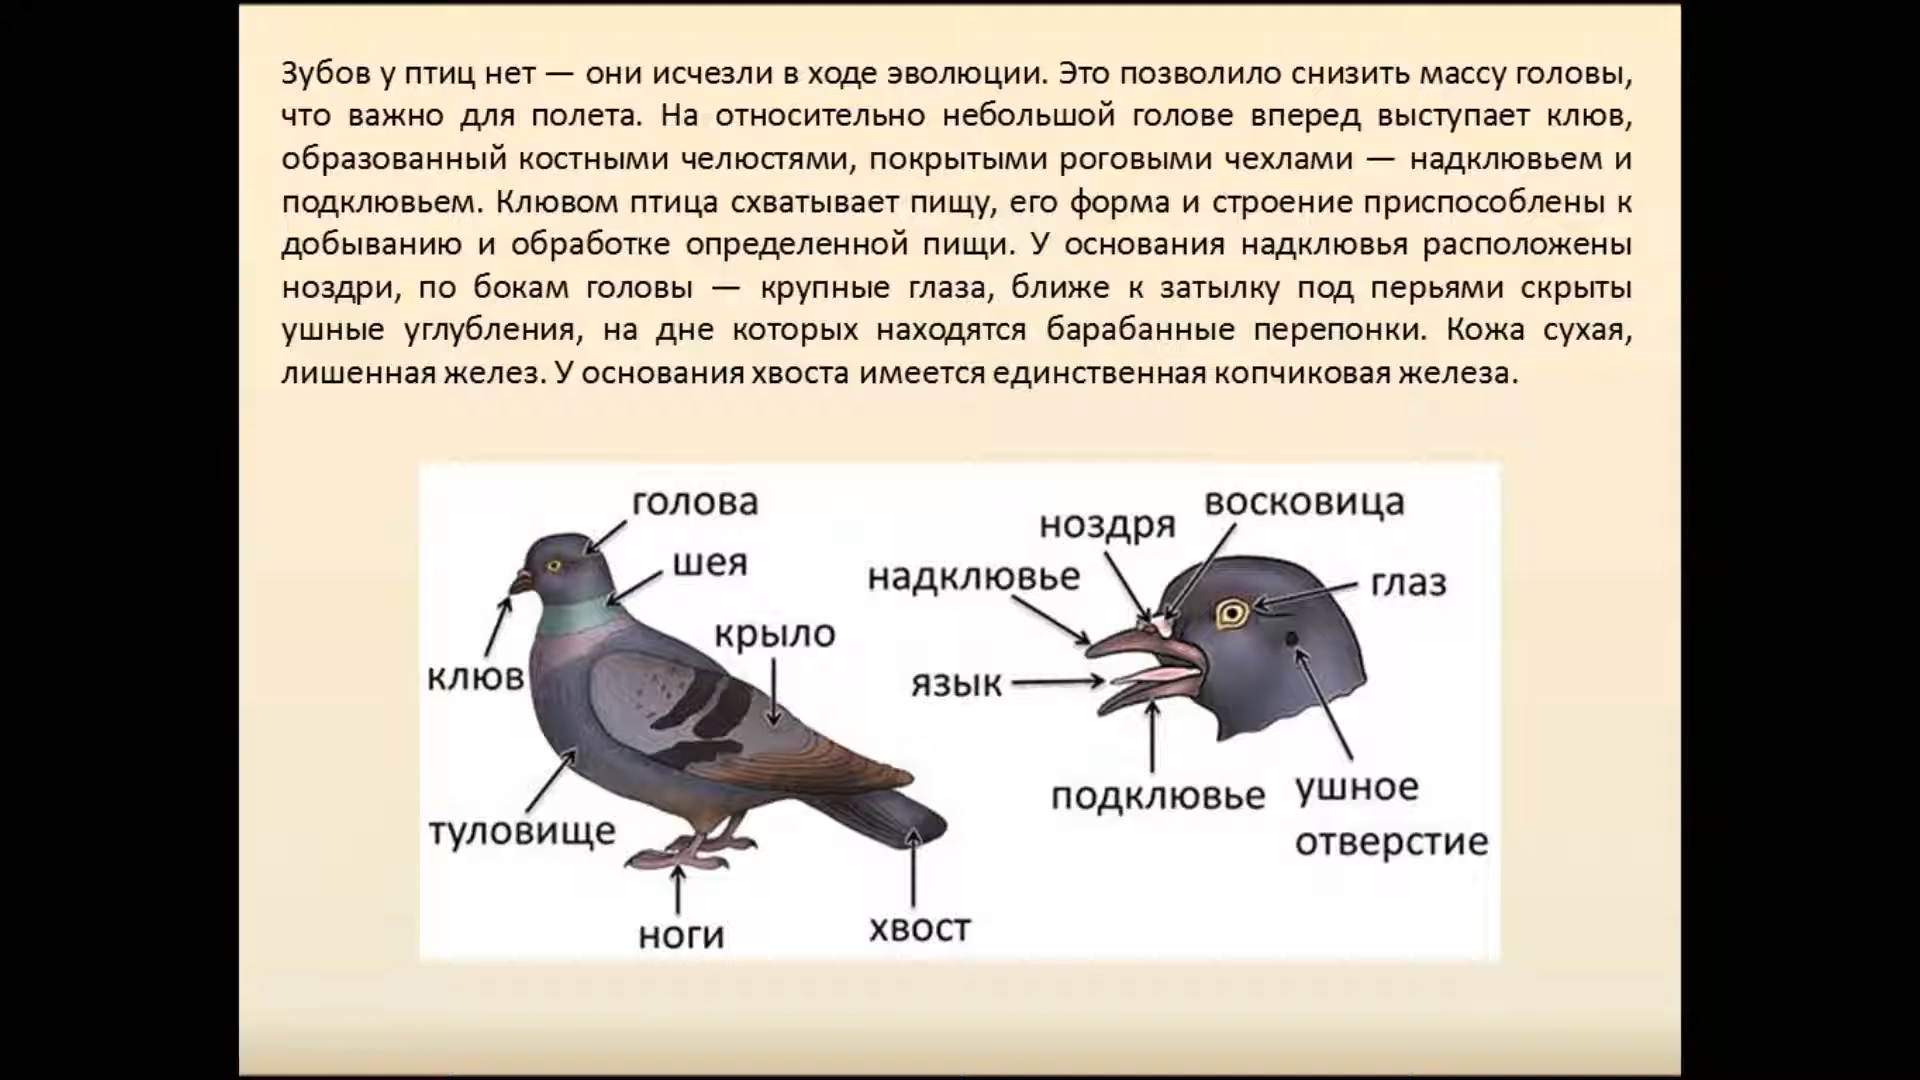 Зубов у птиц нет — они исчезли в ходе эволюции. Это позволило снизить массу головы,
что важно для полета. На относительно небольшой голове вперед выступает клюв,
образованный костными челюстями, покрытыми роговыми чехлами — надклювьем и
подклювьем. Клювом птица схватывает пищу, его форма и строение приспособлены к
добыванию и обработке определенной пищи. У основания надклювья расположены
ноздри, по бокам головы — крупные глаза, ближе к затылку под перьями скрыты
ушные углубления, на дне которых находятся барабанные перепонки. Кожа сухая,
лишенная желез. У основания хвоста имеется единственная копчиковая железа.
голова
шея
крыло
клюв
туловище
ноги
хвост
восковица
ноздря
надклювье
глаз
язык
подклювье
ушное
отверстие